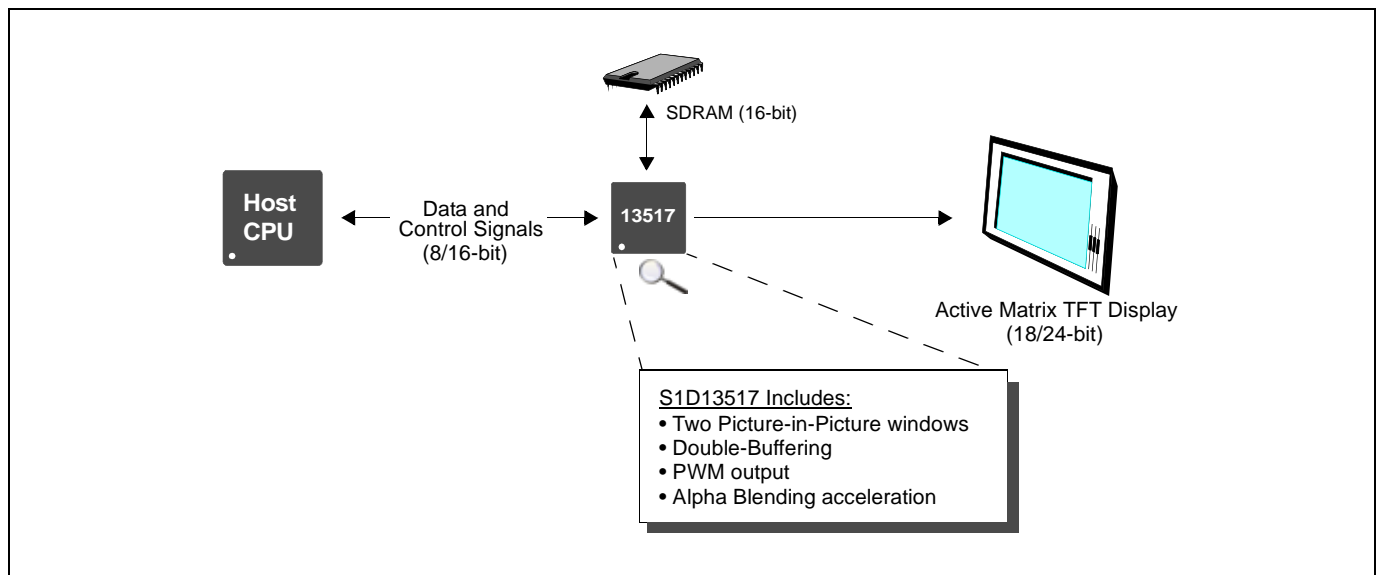 SDRAM (16-bit)
Host
CPU
Data and
Control Signals
(8/16-bit)
13517
Active Matrix TFT Display
(18/24-bit)
S1D13517 Includes:
• Two Picture-in-Picture windows
• Double-Buffering
• PWM output
• Alpha Blending acceleration